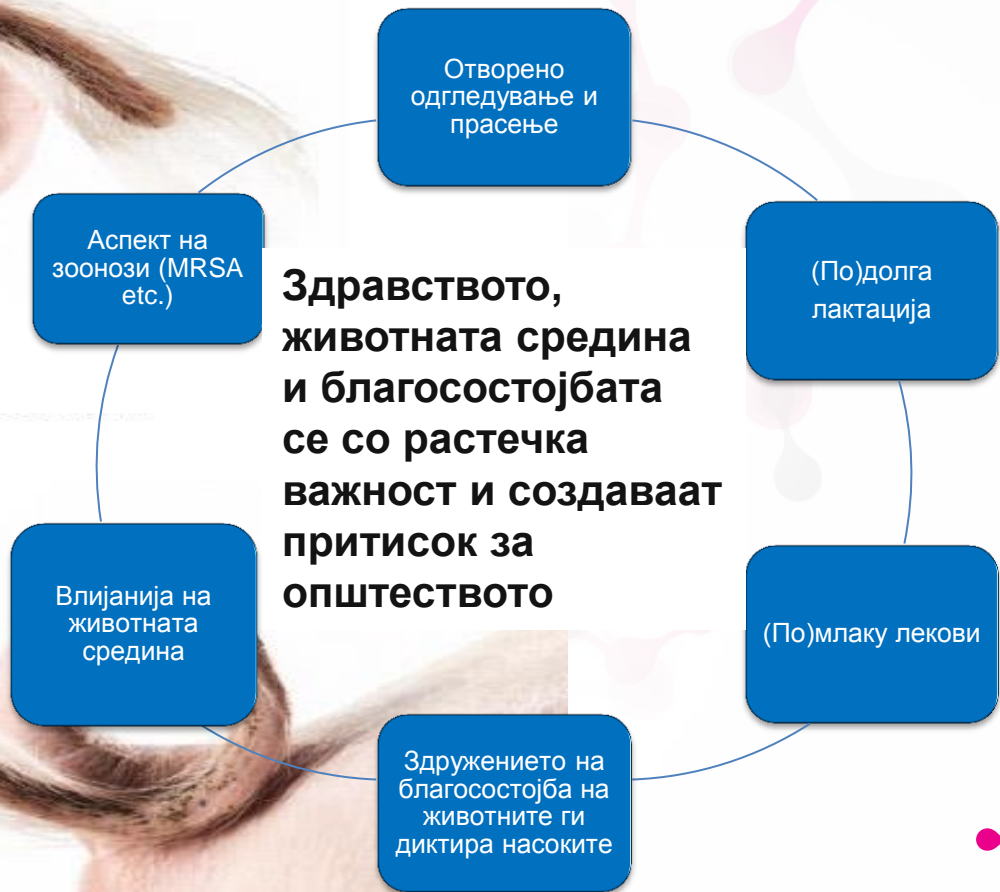 Отворено
одгледување и
прасење
Аспект на
зоонози (MRSA
etc.)
(По)долга
лактација
Здравството,
животната средина
и благосостојбата
се со растечка
важност и создаваат
притисок за
општеството
Влијанија на
животната
средина
(По)млаку лекови
Здружението на
благосостојба на
животните ги
диктира насоките